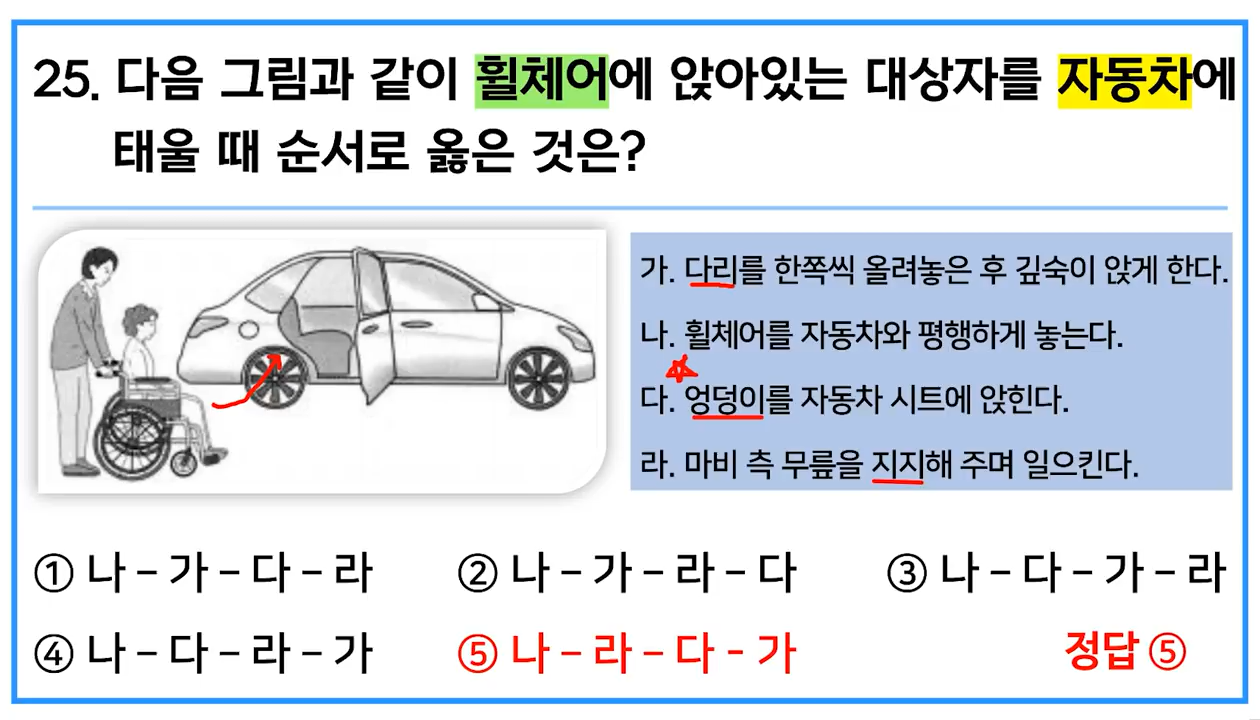 25. 다음 그림과 같이 휠체어에 앉아있는 대상자를 자동차에
태울 때 순서로 옳은 것은?
가. 다리를 한쪽씩 올려놓은 후 깊숙이 앉게 한다.
나. 휠체어를 자동차와 평행하게 놓는다.
다. 엉덩이를 자동차 시트에 앉힌다.
라. 마비 측 무릎을 지지해 주며 일으킨다.
① 나 – 가 – 다 – 라 ② 나 – 가 – 라 – 다 ③ 나 – 다 – 가 – 라
④ 나 – 다 – 라 – 가 ⑤ 나 – 라 – 다 - 가 정답 ⑤